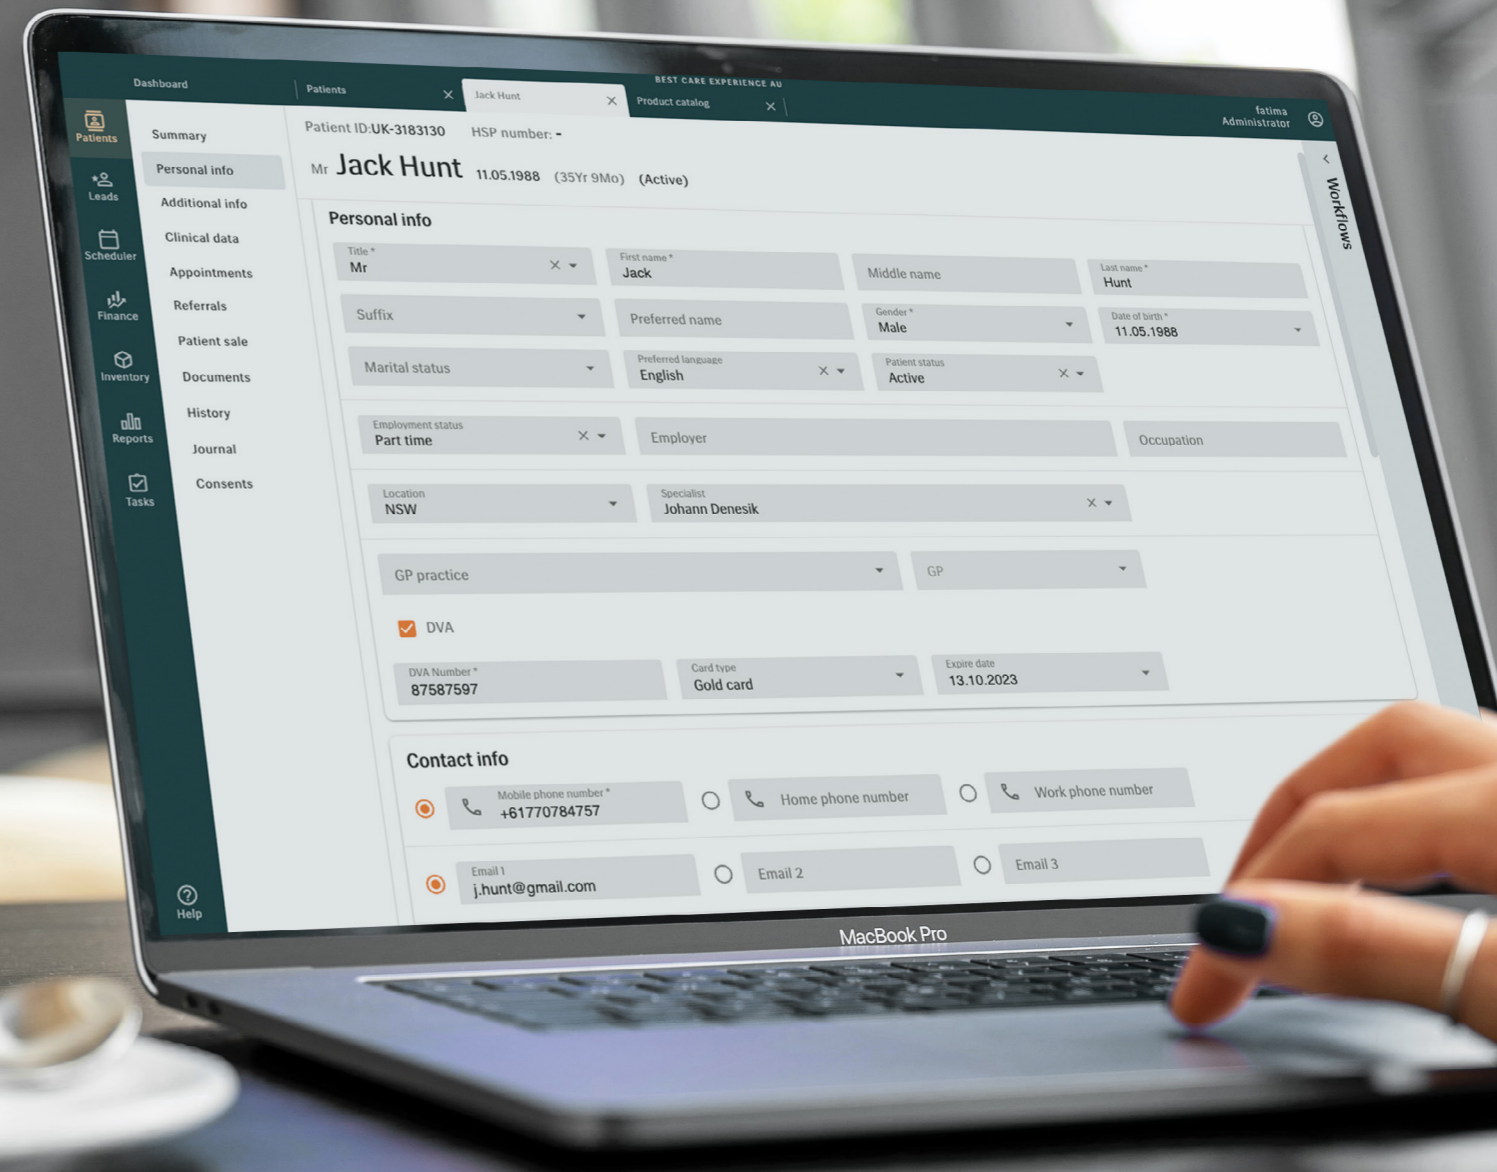 BEST CARE EXPERIENCE AU
Dashboard
Patients
Jack Hunt
Product catalog
fatima
Administrator
Patients
Leads
Scheduler
Finance
Inventory
Reports
Tasks
Help
Summary
Personal info
Additional info
Clinical data
Appointments
Referrals
Patient sale
Documents
History
Journal
Consents
Patient ID:UK-3183130 HSP number: -
Mr Jack Hunt 11.05.1988 (35Yr 9Mo) (Active)
Workflows
Personal info
Title *
Mr
First name *
Jack
Middle name
Last name *
Hunt
Suffix
Preferred name
Gender *
Male
Date of birth *
11.05.1988
Marital status
Preferred language
English
Patient status
Active
Employment status
Part time
Employer
Occupation
Location
NSW
Specialist
Johann Denesik
GP practice
GP
DVA
DVA Number *
87587597
Card type
Gold card
Expire date
13.10.2023
Contact info
Mobile phone number *
+61770784757
Home phone number
Work phone number
Email 1
j.hunt@gmail.com
Email 2
Email 3
MacBook Pro